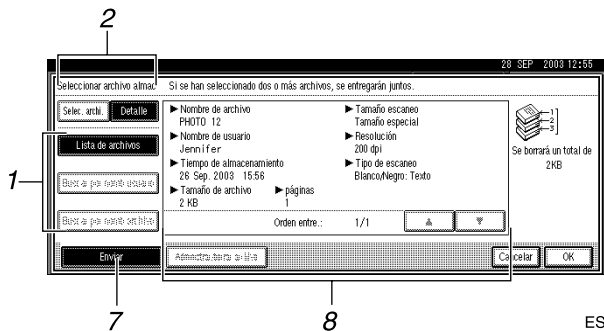 2
28 SEP 2003 12:55
Seleccionar archivo almac Si se han seleccionado dos o más archivos, se entregarán juntos.
Selec. archi. Detalle
▶ Nombre de archivo ▶ Tamaño escaneo
PHOTO 12 Tamaño especial
▶ Nombre de usuario ▶ Resolución
Jennifer 200 dpi
▶ Tiempo de almacenamiento ▶ Tipo de escaneo
26 Sep. 2003 15:56 Blanco/Negro: Texto
▶ Tamaño de archivo ▶ páginas
2 KB 1
Orden entre.: 1/1 ▲ ▼
1
2
3
Se borrará un total de
2KB
1
Lista de archivos
Enviar
Cancelar OK
7
8
ES